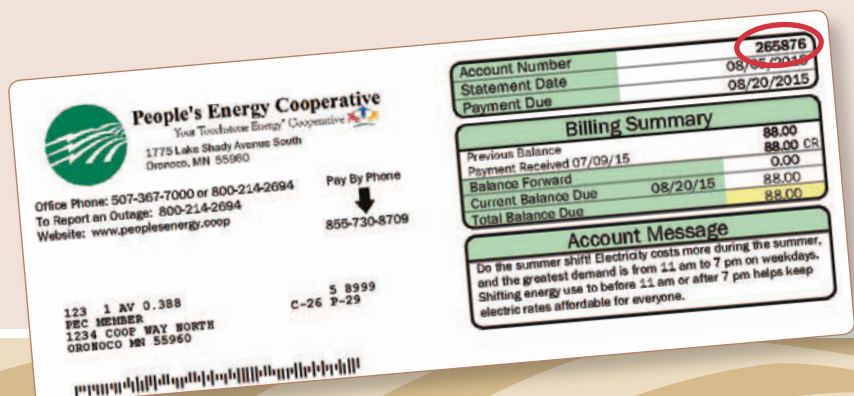 People's Energy Cooperative
Your Touchstone Energy® Cooperative
1775 Lake Shady Avenue South
Oronoco, MN 55960
Office Phone: 507-367-7000 or 800-214-2694
To Report an Outage: 800-214-2694
Website: www.peoplesenergy.coop
Pay By Phone
855-730-8709
123 1 AV 0.388
PEC MEMBER
1234 COOP WAY NORTH
ORONOCO MN 55960
5 8999
C-26 P-29
Account Number 265876
Statement Date 08/05/2015
Payment Due 08/20/2015
Billing Summary
Previous Balance 88.00
Payment Received 07/09/15 88.00 CR
Balance Forward 0.00
Current Balance Due 08/20/15 88.00
Total Balance Due 88.00
Account Message
Do the summer shift! Electricity costs more during the summer,
and the greatest demand is from 11 am to 7 pm on weekdays.
Shifting energy use to before 11 am or after 7 pm helps keep
electric rates affordable for everyone.